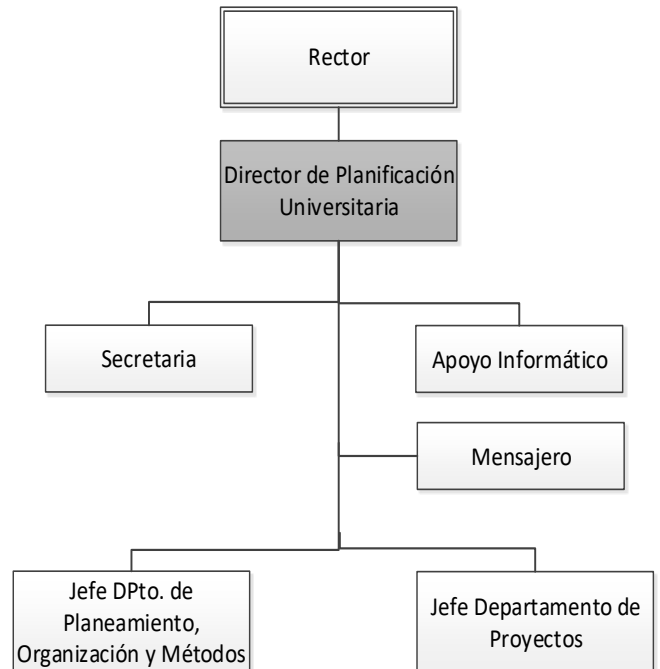 Rector
Director de Planificación
Universitaria
Secretaria
Apoyo Informático
Mensajero
Jefe DPto. de
Planeamiento,
Organización y Métodos
Jefe Departamento de
Proyectos